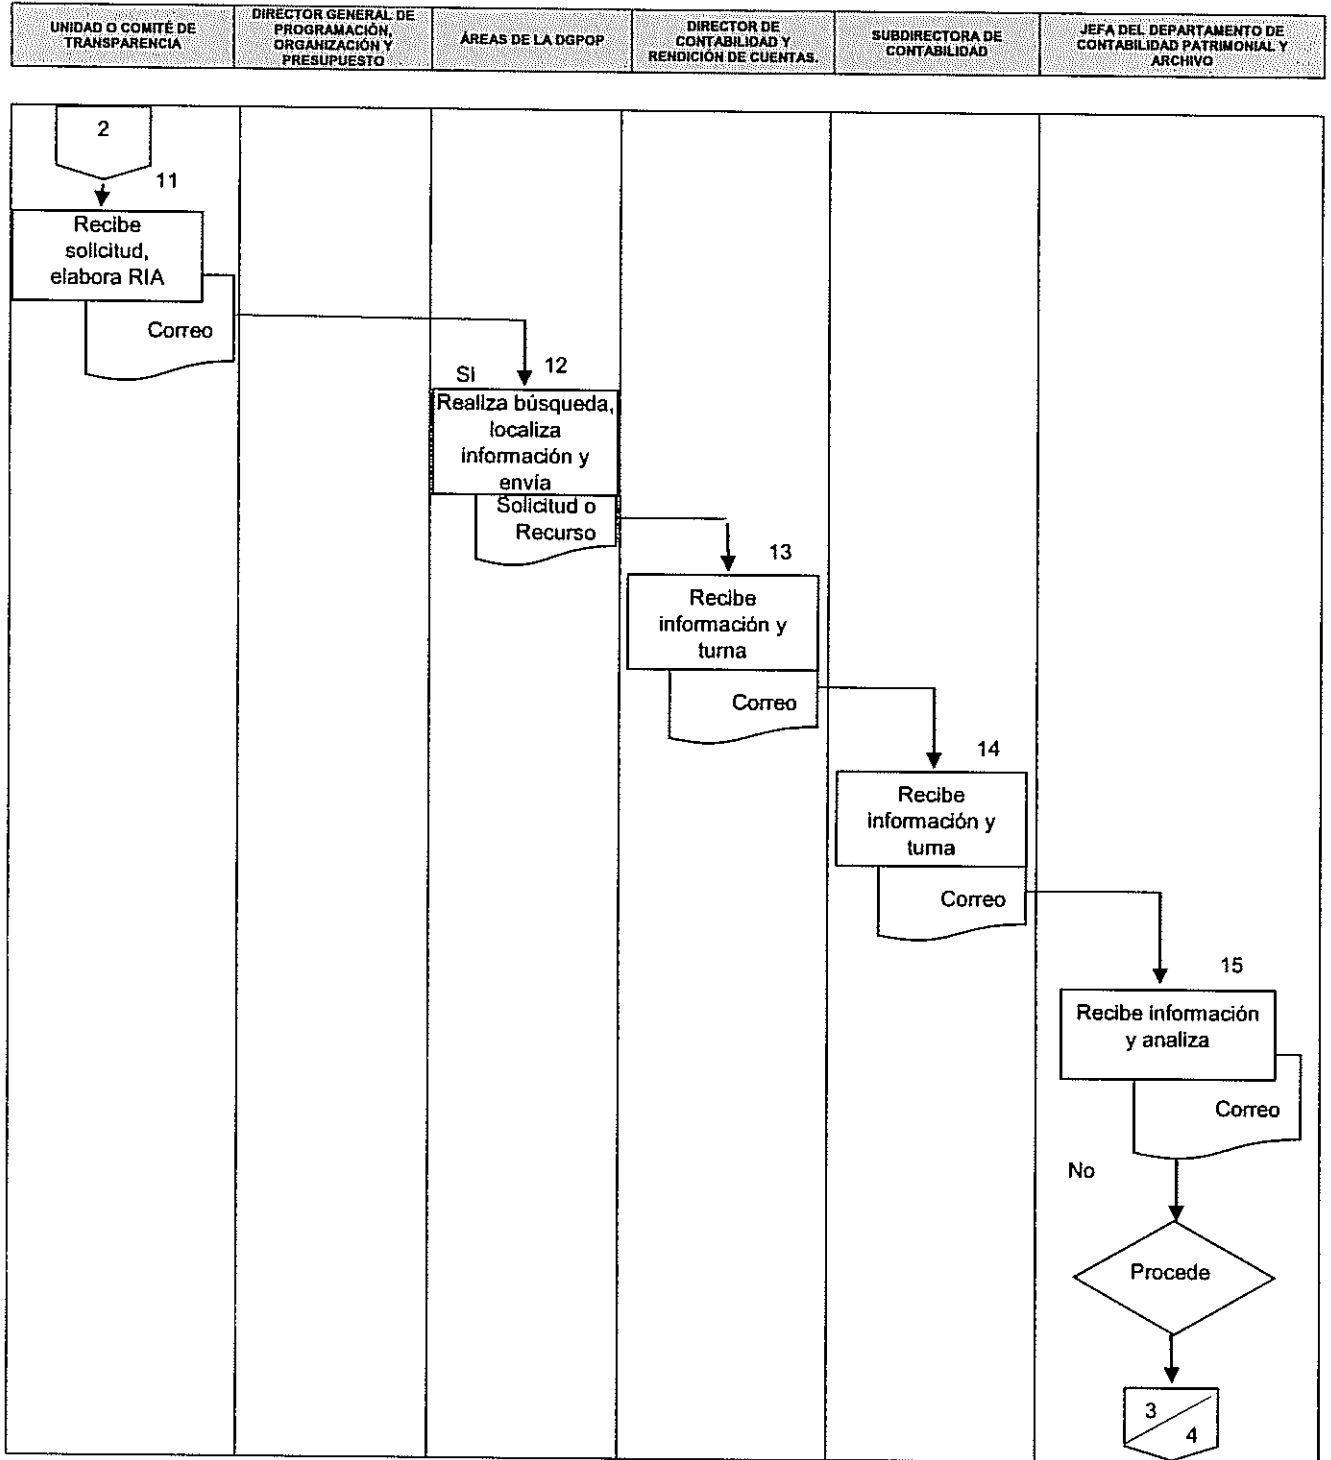 UNIDAD O COMITÉ DE
TRANSPARENCIA
DIRECTOR GENERAL DE
PROGRAMACIÓN,
ORGANIZACIÓN Y
PRESUPUESTO
ÁREAS DE LA DGPOP
DIRECTOR DE
CONTABILIDAD Y
RENDICIÓN DE CUENTAS.
SUBDIRECTORA DE
CONTABILIDAD
JEFA DEL DEPARTAMENTO DE
CONTABILIDAD PATRIMONIAL Y
ARCHIVO
2
11
Recibe
solicitud,
elabora RIA
Correo
SI
12
Realiza búsqueda,
localiza
información y
envía
Solicitud o
Recurso
13
Recibe
información y
turna
Correo
14
Recibe
información y
turna
Correo
15
Recibe información
y analiza
Correo
No
Procede
3
4